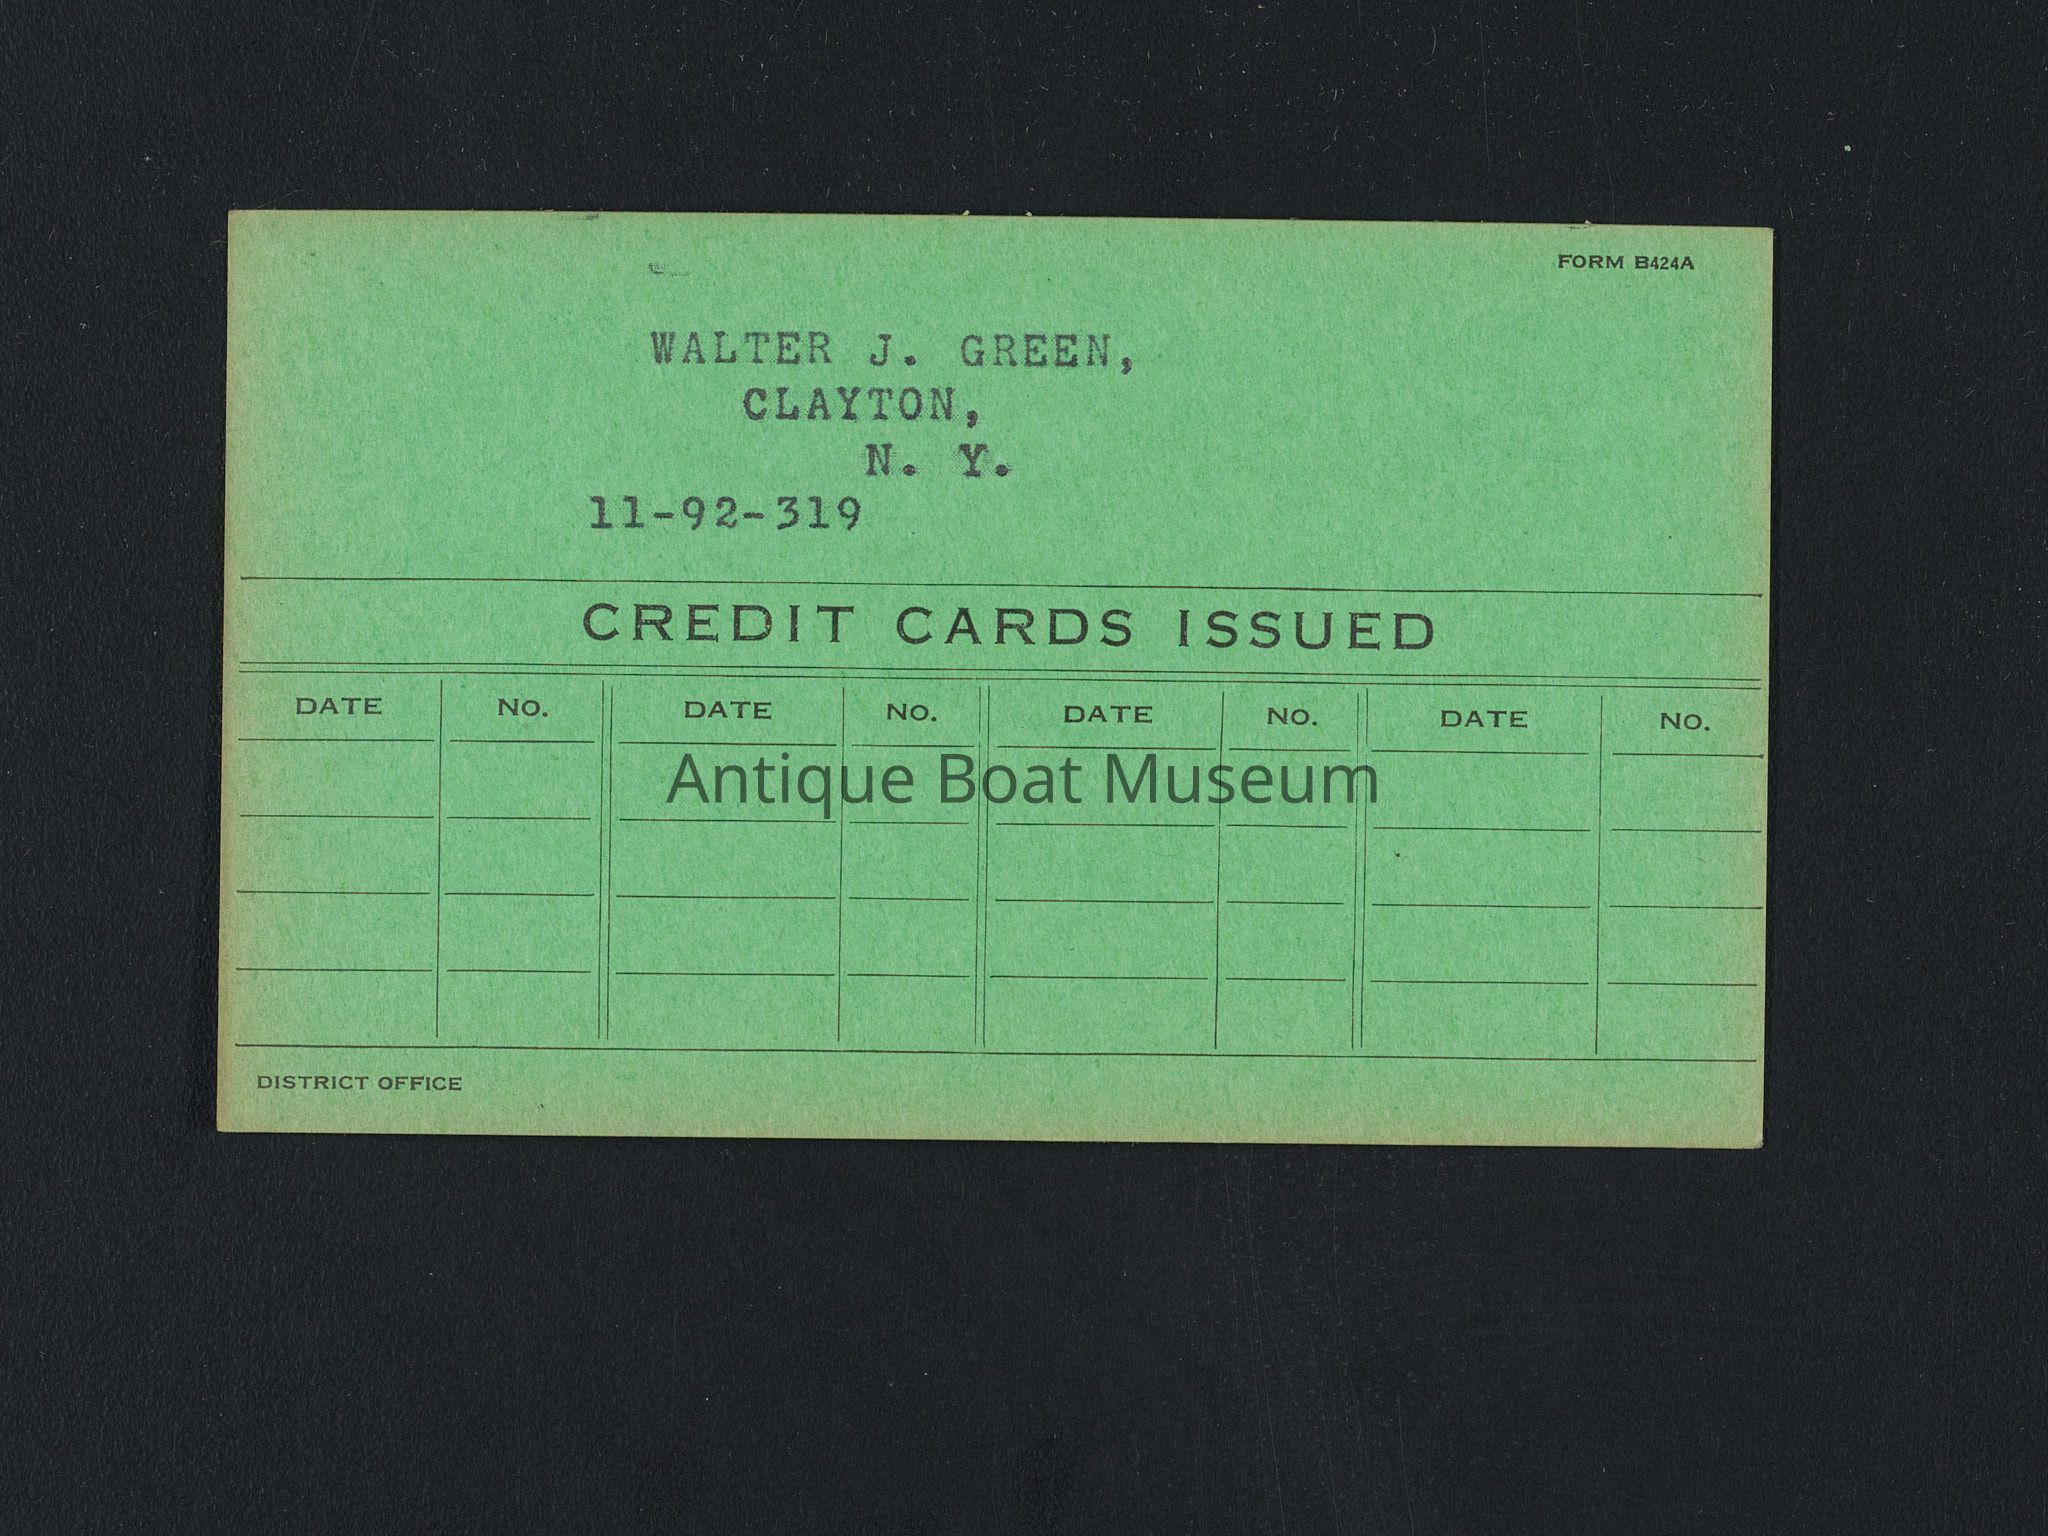 FORM B424A
WALTER J. GREEN,
CLAYTON,
N. Y.
11-92-319
CREDIT CARDS ISSUED
DATE NO. DATE NO. DATE NO. DATE NO.
Antique Boat Museum
DISTRICT OFFICE